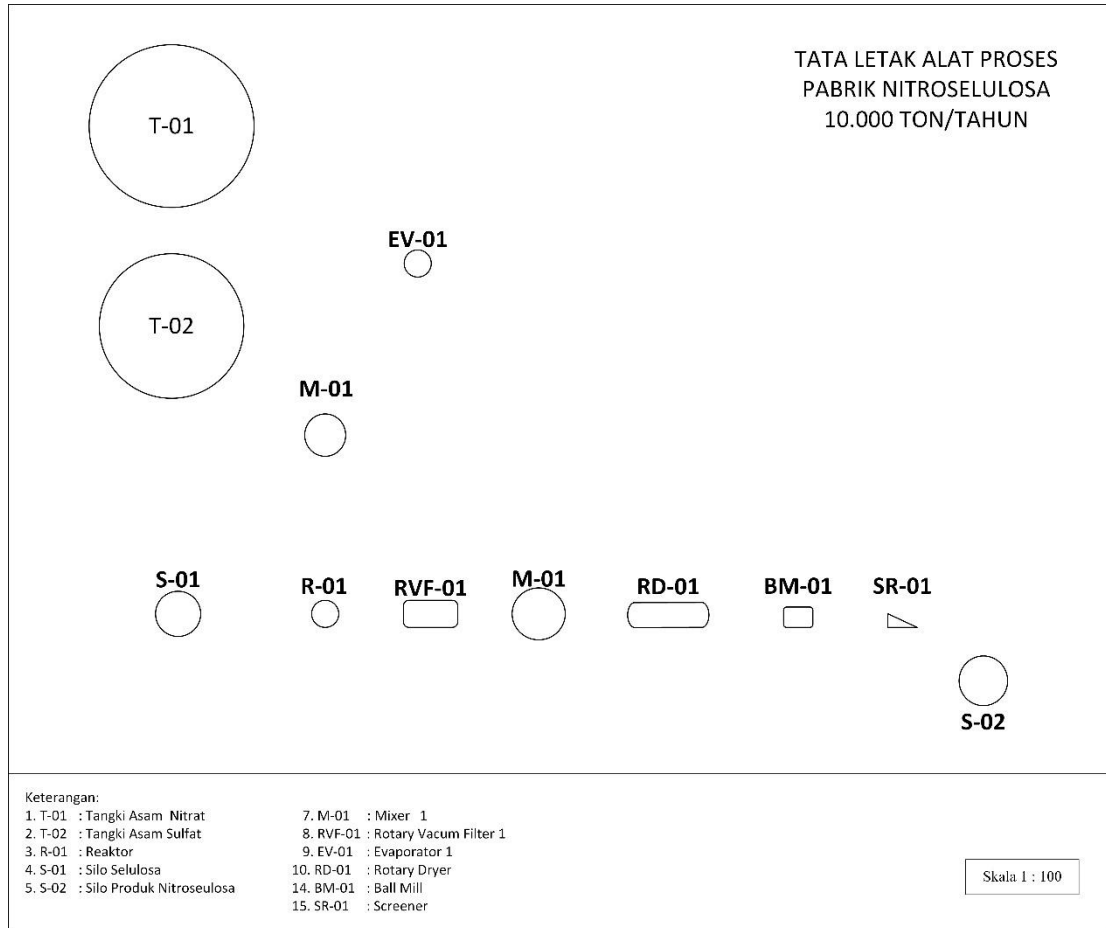 TATA LETAK ALAT PROSES
PABRIK NITROSELULOSA
10.000 TON/TAHUN
T-01
EV-01
T-02
M-01
S-01
R-01
RVF-01
M-01
RD-01
BM-01
SR-01
S-02
Keterangan:
1. T-01 : Tangki Asam Nitrat
2. T-02 : Tangki Asam Sulfat
3. R-01 : Reaktor
4. S-01 : Silo Selulosa
5. S-02 : Silo Produk Nitroseulosa
7. M-01 : Mixer 1
8. RVF-01 : Rotary Vacum Filter 1
9. EV-01 : Evaporator 1
10. RD-01 : Rotary Dryer
14. BM-01 : Ball Mill
15. SR-01 : Screener
Skala 1 : 100